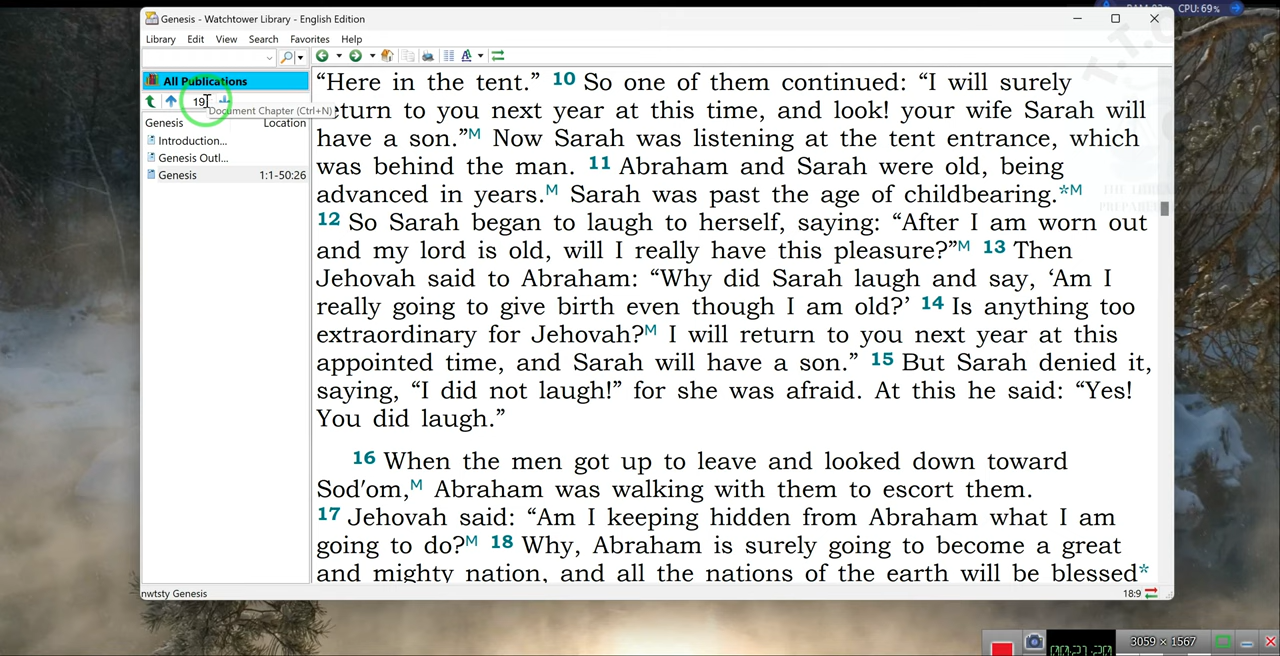 RAM: CPU: 69%
Genesis - Watchtower Library - English Edition
Library Edit View Search Favorites Help
All Publications
19
Document Chapter (Ctrl+N)
Genesis Location
Introduction...
Genesis Outl...
Genesis 1:1-50:26
“Here in the tent.” 10 So one of them continued: “I will surely
return to you next year at this time, and look! your wife Sarah will
have a son.”M Now Sarah was listening at the tent entrance, which
was behind the man. 11 Abraham and Sarah were old, being
advanced in years.M Sarah was past the age of childbearing.*M
12 So Sarah began to laugh to herself, saying: “After I am worn out
and my lord is old, will I really have this pleasure?”M 13 Then
Jehovah said to Abraham: “Why did Sarah laugh and say, ‘Am I
really going to give birth even though I am old?’ 14 Is anything too
extraordinary for Jehovah?M I will return to you next year at this
appointed time, and Sarah will have a son.” 15 But Sarah denied it,
saying, “I did not laugh!” for she was afraid. At this he said: “Yes!
You did laugh.”
16 When the men got up to leave and looked down toward
Sodʹom,M Abraham was walking with them to escort them.
17 Jehovah said: “Am I keeping hidden from Abraham what I am
going to do?M 18 Why, Abraham is surely going to become a great
and mighty nation, and all the nations of the earth will be blessed*
nwtsty Genesis 18:9
3059 × 1567